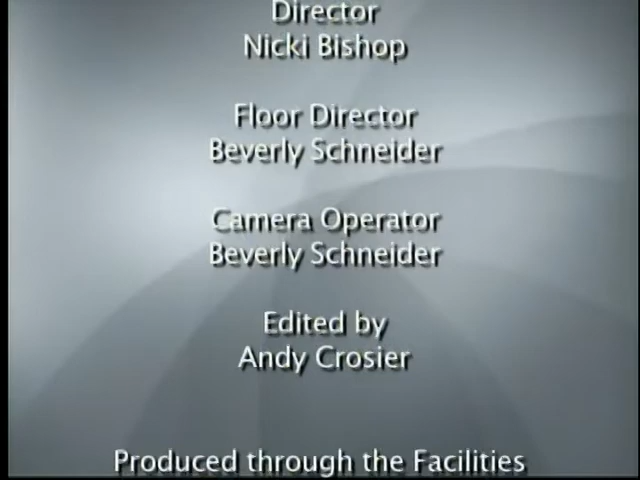 Director
Nicki Bishop
Floor Director
Beverly Schneider
Camera Operator
Beverly Schneider
Edited by
Andy Crosier
Produced through the Facilities